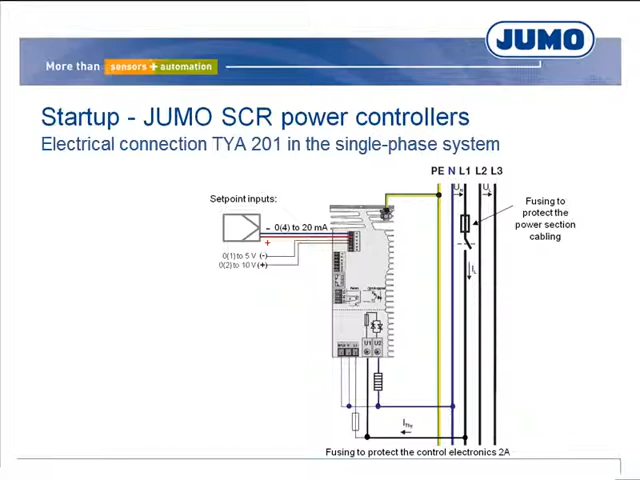 JUMO
More than sensors + automation
Startup - JUMO SCR power controllers
Electrical connection TYA 201 in the single-phase system
PE N L1 L2 L3
Setpoint inputs:
Fusing to
protect the
power section
cabling
- 0(4) to 20 mA
+
0(1) to 5 V (-)
0(2) to 10 V (+)
U1 U2
Fusing to protect the control electronics 2A